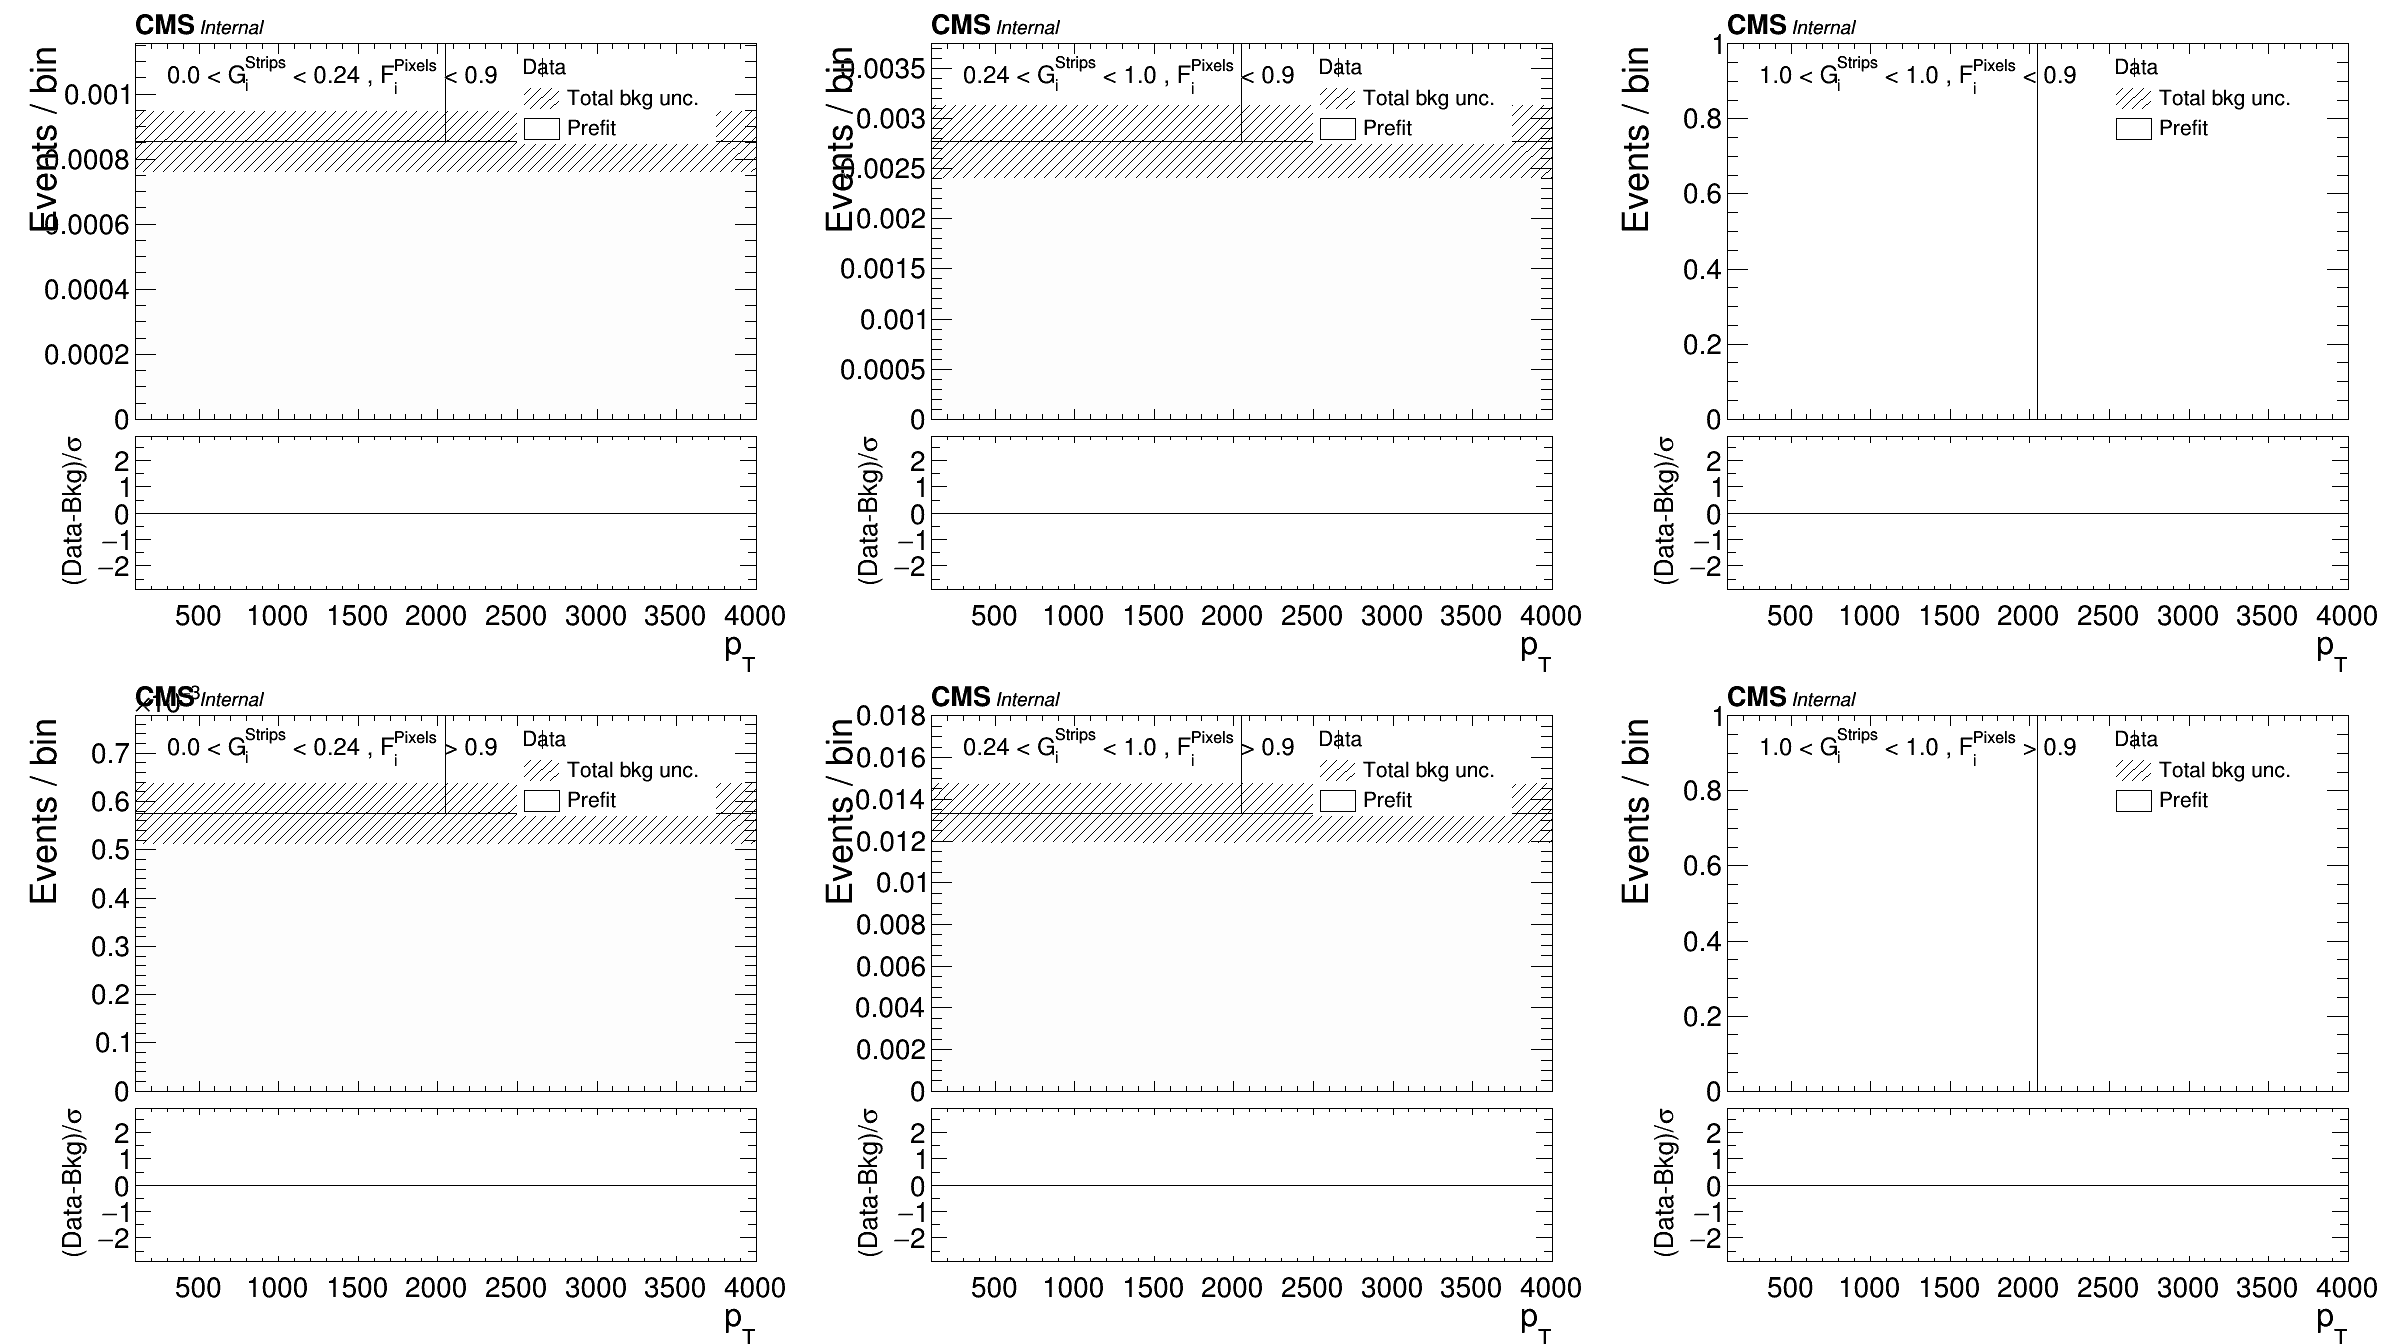 CMS Internal
Events / bin
0.0 < G_i^Strips < 0.24 , F_i^Pixels < 0.9
Data
Total bkg unc.
Prefit
0.001
0.0008
0.0006
0.0004
0.0002
0
(Data-Bkg)/σ
2
1
0
−1
−2
500 1000 1500 2000 2500 3000 3500 4000
p_T
CMS Internal
Events / bin
0.24 < G_i^Strips < 1.0 , F_i^Pixels < 0.9
Data
Total bkg unc.
Prefit
0.0035
0.003
0.0025
0.002
0.0015
0.001
0.0005
0
(Data-Bkg)/σ
2
1
0
−1
−2
500 1000 1500 2000 2500 3000 3500 4000
p_T
CMS Internal
Events / bin
1.0 < G_i^Strips < 1.0 , F_i^Pixels < 0.9
Data
Total bkg unc.
Prefit
1
0.8
0.6
0.4
0.2
0
(Data-Bkg)/σ
2
1
0
−1
−2
500 1000 1500 2000 2500 3000 3500 4000
p_T
CMS Internal
×10^−3
Events / bin
0.0 < G_i^Strips < 0.24 , F_i^Pixels > 0.9
Data
Total bkg unc.
Prefit
0.7
0.6
0.5
0.4
0.3
0.2
0.1
0
(Data-Bkg)/σ
2
1
0
−1
−2
500 1000 1500 2000 2500 3000 3500 4000
p_T
CMS Internal
Events / bin
0.24 < G_i^Strips < 1.0 , F_i^Pixels > 0.9
Data
Total bkg unc.
Prefit
0.018
0.016
0.014
0.012
0.01
0.008
0.006
0.004
0.002
0
(Data-Bkg)/σ
2
1
0
−1
−2
500 1000 1500 2000 2500 3000 3500 4000
p_T
CMS Internal
Events / bin
1.0 < G_i^Strips < 1.0 , F_i^Pixels > 0.9
Data
Total bkg unc.
Prefit
1
0.8
0.6
0.4
0.2
0
(Data-Bkg)/σ
2
1
0
−1
−2
500 1000 1500 2000 2500 3000 3500 4000
p_T